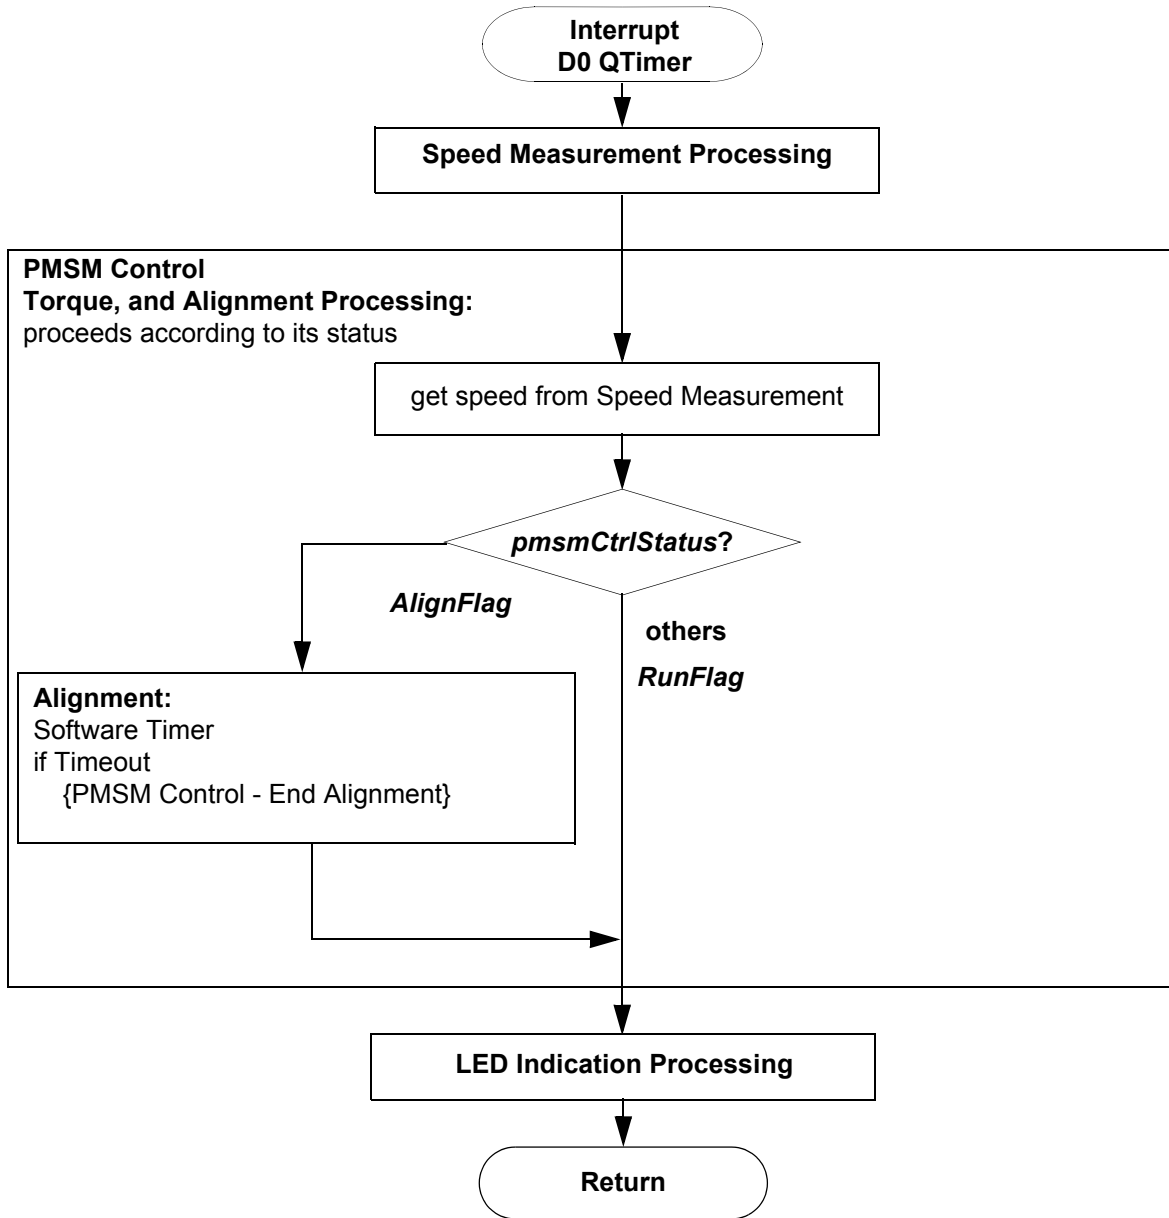 Interrupt
D0 QTimer
Speed Measurement Processing
PMSM Control
Torque, and Alignment Processing:
proceeds according to its status
get speed from Speed Measurement
pmsmCtrlStatus?
AlignFlag
others
RunFlag
Alignment:
Software Timer
if Timeout
{PMSM Control - End Alignment}
LED Indication Processing
Return